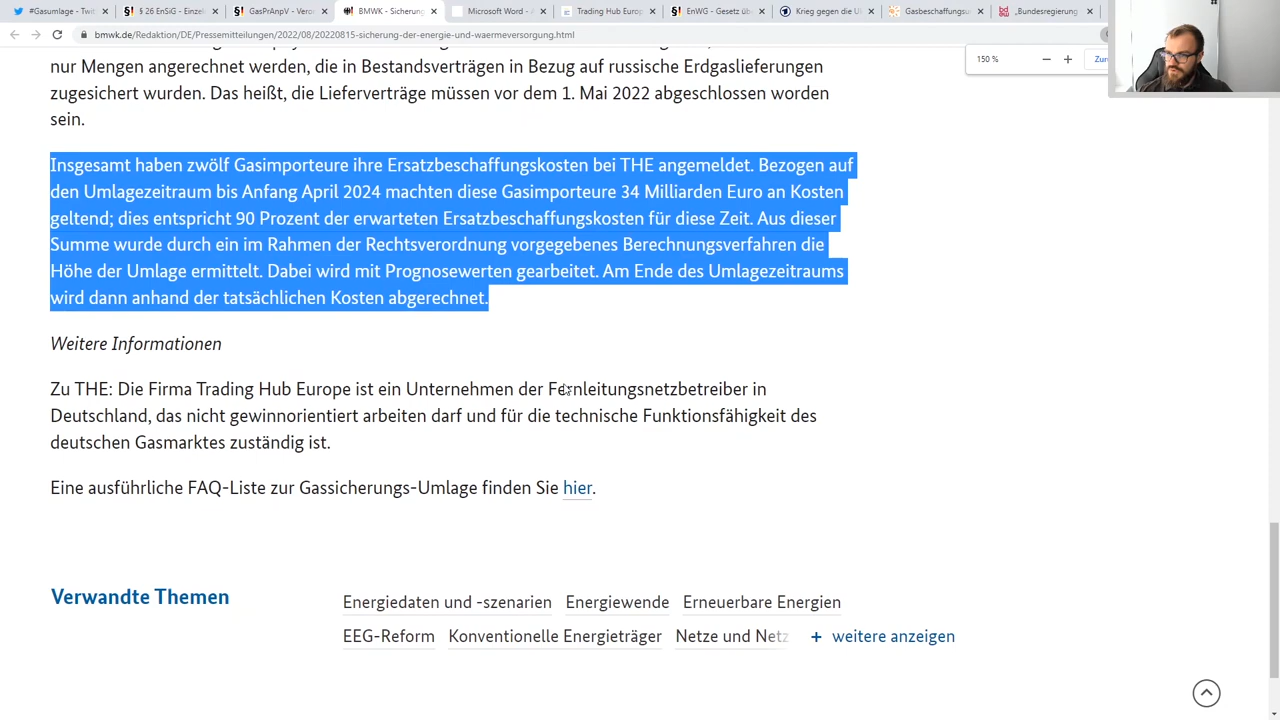 #Gasumlage - Twit
§ 26 EnSiG - Einzel
GasPrAnpV - Veror
BMWK - Sicherung
Microsoft Word -
Trading Hub Europ
EnWG - Gesetz übe
Krieg gegen die Uk
Gasbeschaffungsu
„Bundesregierung
bmwk.de/Redaktion/DE/Pressemitteilungen/2022/08/20220815-sicherung-der-energie-und-waermeversorgung.html
150 %
nur Mengen angerechnet werden, die in Bestandsverträgen in Bezug auf russische Erdgaslieferungen
zugesichert wurden. Das heißt, die Lieferverträge müssen vor dem 1. Mai 2022 abgeschlossen worden
sein.
Insgesamt haben zwölf Gasimporteure ihre Ersatzbeschaffungskosten bei THE angemeldet. Bezogen auf
den Umlagezeitraum bis Anfang April 2024 machten diese Gasimporteure 34 Milliarden Euro an Kosten
geltend; dies entspricht 90 Prozent der erwarteten Ersatzbeschaffungskosten für diese Zeit. Aus dieser
Summe wurde durch ein im Rahmen der Rechtsverordnung vorgegebenes Berechnungsverfahren die
Höhe der Umlage ermittelt. Dabei wird mit Prognosewerten gearbeitet. Am Ende des Umlagezeitraums
wird dann anhand der tatsächlichen Kosten abgerechnet.
Weitere Informationen
Zu THE: Die Firma Trading Hub Europe ist ein Unternehmen der Fernleitungsnetzbetreiber in
Deutschland, das nicht gewinnorientiert arbeiten darf und für die technische Funktionsfähigkeit des
deutschen Gasmarktes zuständig ist.
Eine ausführliche FAQ-Liste zur Gassicherungs-Umlage finden Sie hier.
Verwandte Themen
Energiedaten und -szenarien Energiewende Erneuerbare Energien
EEG-Reform Konventionelle Energieträger Netze und Netz + weitere anzeigen